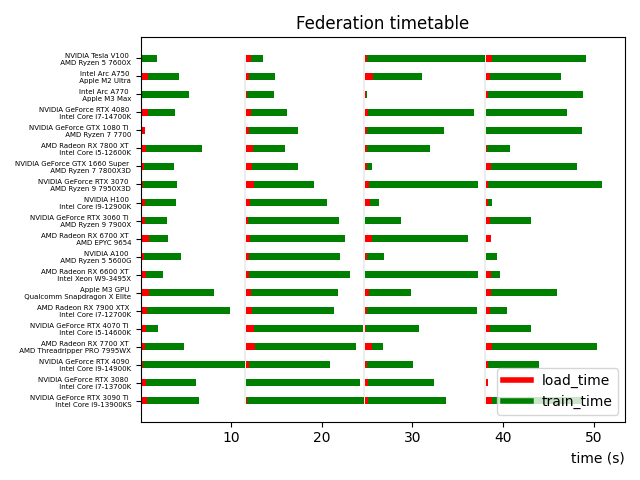 Federation timetable
NVIDIA Tesla V100
AMD Ryzen 5 7600X
Intel Arc A750
Apple M2 Ultra
Intel Arc A770
Apple M3 Max
NVIDIA GeForce RTX 4080
Intel Core i7-14700K
NVIDIA GeForce GTX 1080 Ti
AMD Ryzen 7 7700
AMD Radeon RX 7800 XT
Intel Core i5-12600K
NVIDIA GeForce GTX 1660 Super
AMD Ryzen 7 7800X3D
NVIDIA GeForce RTX 3070
AMD Ryzen 9 7950X3D
NVIDIA H100
Intel Core i9-12900K
NVIDIA GeForce RTX 3060 Ti
AMD Ryzen 9 7900X
AMD Radeon RX 6700 XT
AMD EPYC 9654
NVIDIA A100
AMD Ryzen 5 5600G
AMD Radeon RX 6600 XT
Intel Xeon W9-3495X
Apple M3 GPU
Qualcomm Snapdragon X Elite
AMD Radeon RX 7900 XTX
Intel Core i7-12700K
NVIDIA GeForce RTX 4070 Ti
Intel Core i5-14600K
AMD Radeon RX 7700 XT
AMD Threadripper PRO 7995WX
NVIDIA GeForce RTX 4090
Intel Core i9-14900K
NVIDIA GeForce RTX 3080
Intel Core i7-13700K
NVIDIA GeForce RTX 3090 Ti
Intel Core i9-13900KS
load_time
train_time
10 20 30 40 50
time (s)